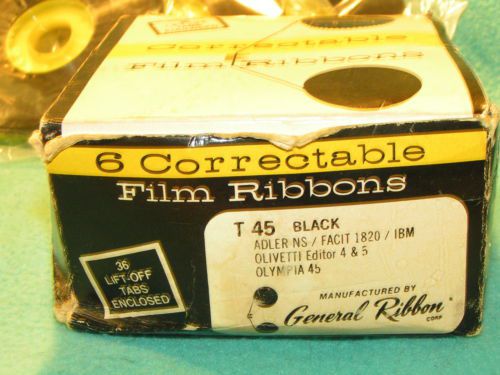 Correctable
Film Ribbons
6 Correctable
Film Ribbons
T 45 BLACK
ADLER NS / FACIT 1820 / IBM
OLIVETTI Editor 4 & 5
OLYMPIA 45
36
LIFT-OFF
TABS
ENCLOSED
MANUFACTURED BY
General Ribbon
CORP.